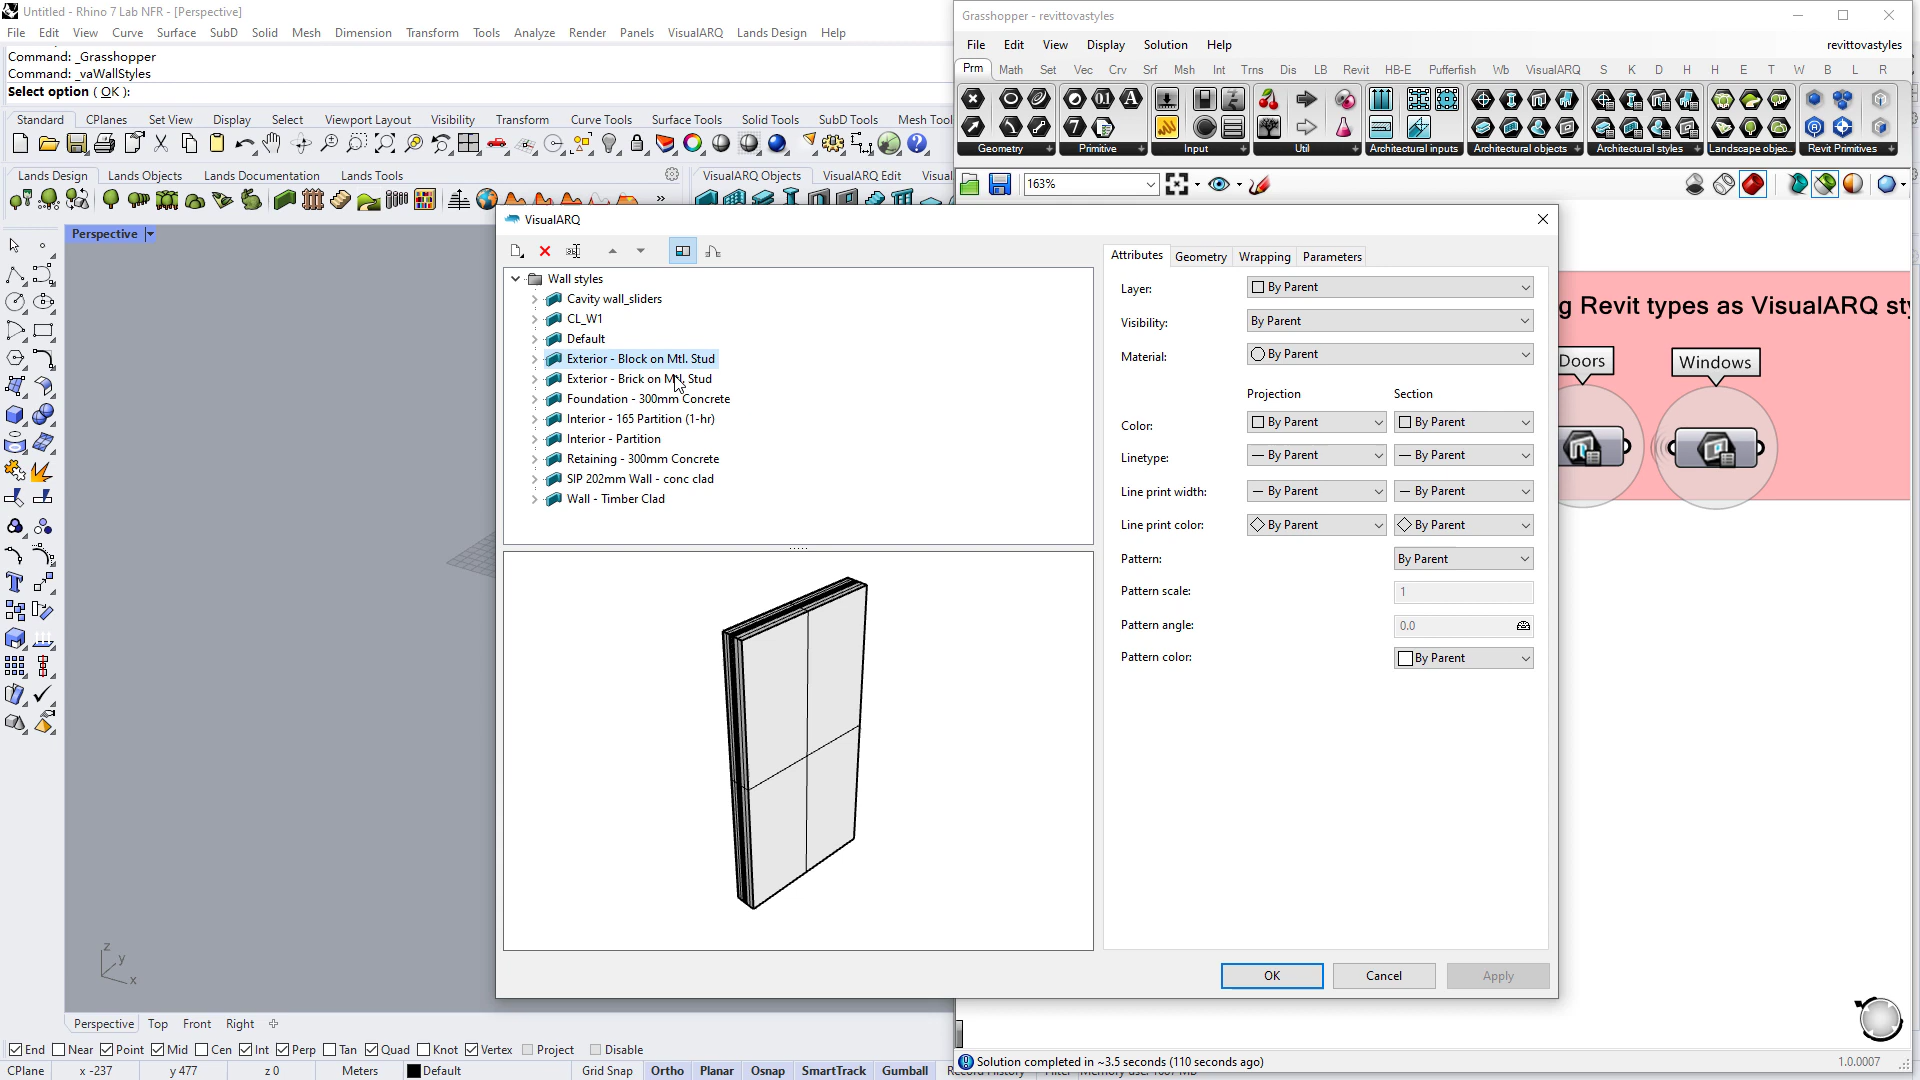 Untitled - Rhino 7 Lab NFR - [Perspective]
File Edit View Curve Surface SubD Solid Mesh Dimension Transform Tools Analyze Render Panels VisualARQ Lands Design Help
Command: _Grasshopper
Command: _vaWallStyles
Select option ( OK ):
Standard CPlanes Set View Display Select Viewport Layout Visibility Transform Curve Tools Surface Tools Solid Tools SubD Tools Mesh Tool
Lands Design Lands Objects Lands Documentation Lands Tools
VisualARQ Objects VisualARQ Edit Visual
Perspective
Grasshopper - revittovastyles
File Edit View Display Solution Help
revittovastyles
Prm Math Set Vec Crv Srf Msh Int Trns Dis LB Revit HB-E Pufferfish Wb VisualARQ S K D H H E T W B L R
Geometry Primitive Input Util Architectural inputs Architectural objects Architectural styles Landscape objec... Revit Primitives
163%
g Revit types as VisualARQ sty
Doors
Windows
VisualARQ
Wall styles
Cavity wall_sliders
CL_W1
Default
Exterior - Block on Mtl. Stud
Exterior - Brick on Mtl. Stud
Foundation - 300mm Concrete
Interior - 165 Partition (1-hr)
Interior - Partition
Retaining - 300mm Concrete
SIP 202mm Wall - conc clad
Wall - Timber Clad
Attributes Geometry Wrapping Parameters
Layer: By Parent
Visibility: By Parent
Material: By Parent
Projection Section
Color: By Parent By Parent
Linetype: By Parent By Parent
Line print width: By Parent By Parent
Line print color: By Parent By Parent
Pattern: By Parent
Pattern scale: 1
Pattern angle: 0.0
Pattern color: By Parent
OK Cancel Apply
z
y
x
Perspective Top Front Right
End Near Point Mid Cen Int Perp Tan Quad Knot Vertex Project Disable
CPlane x -237 y 477 z 0 Meters Default Grid Snap Ortho Planar Osnap SmartTrack Gumball
Solution completed in ~3.5 seconds (110 seconds ago)
1.0.0007